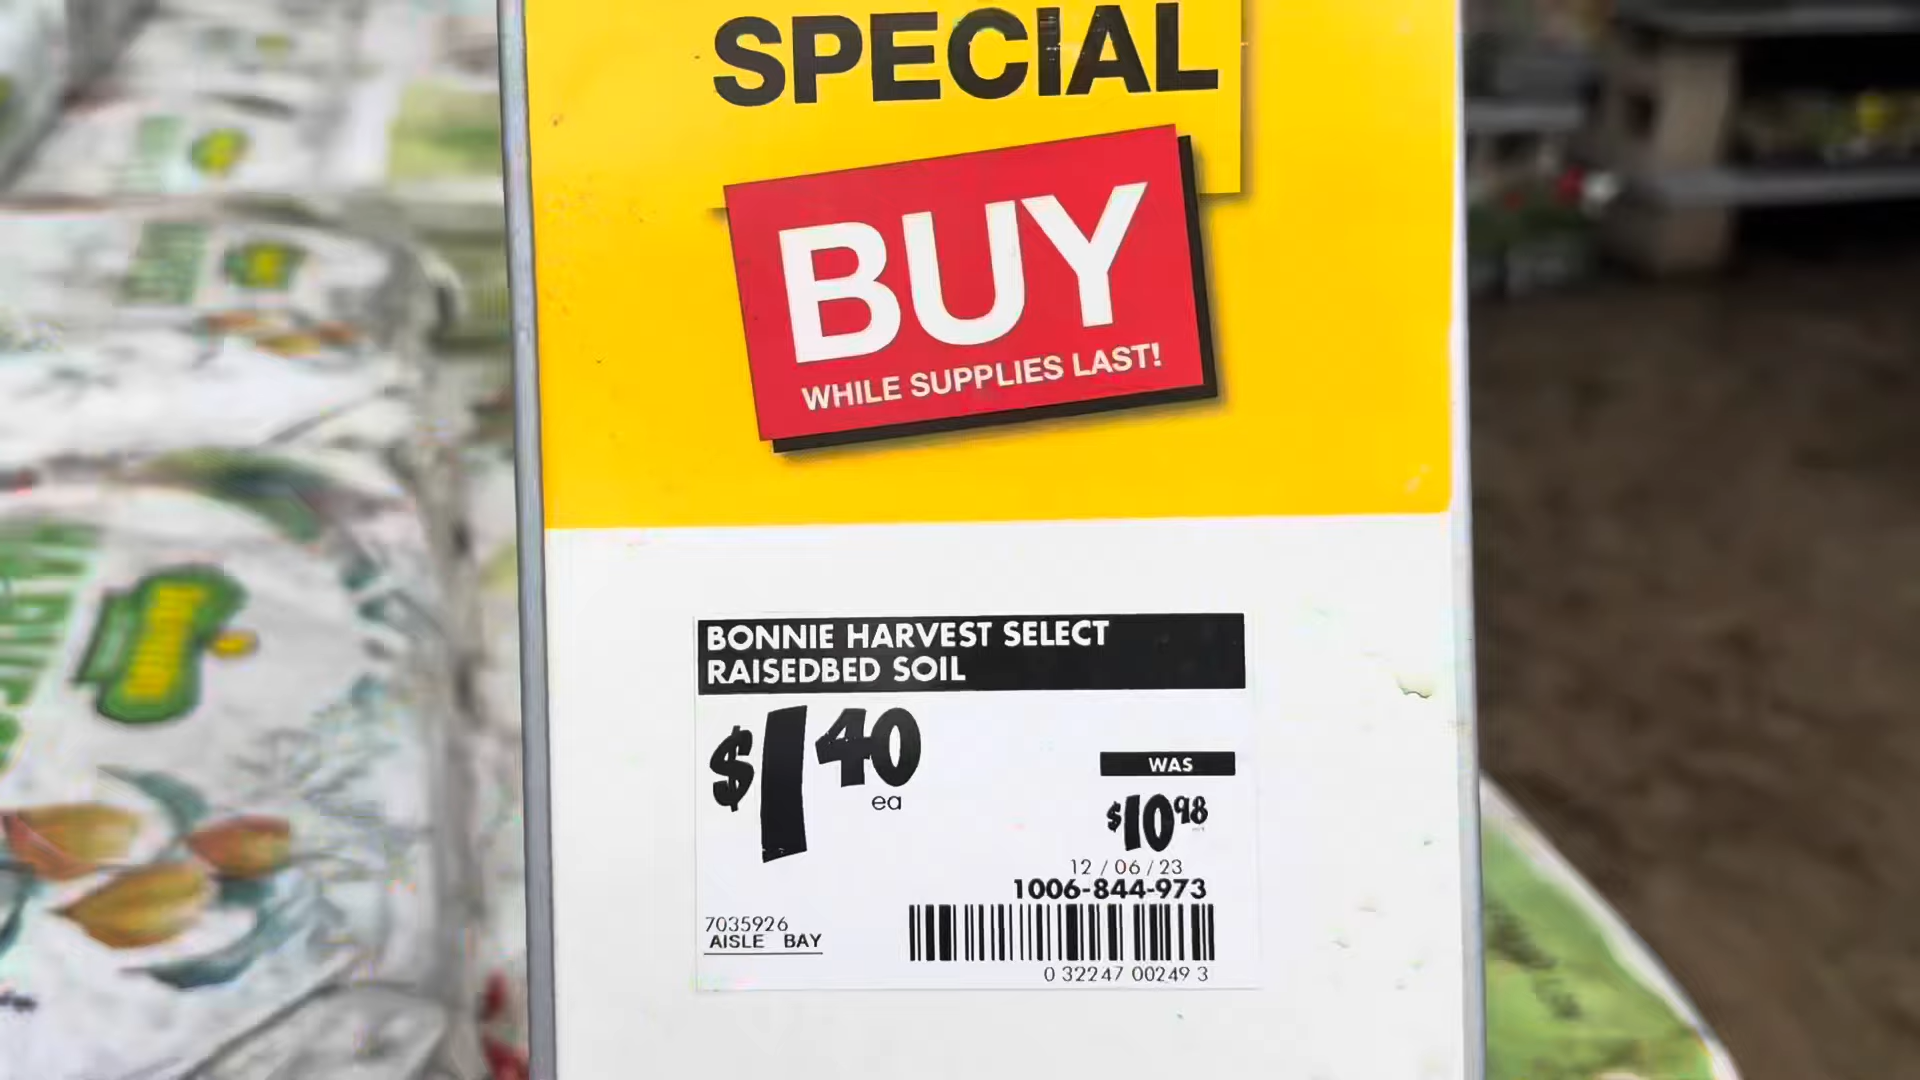 SPECIAL
BUY
WHILE SUPPLIES LAST!
BONNIE HARVEST SELECT
RAISEDBED SOIL
$1 40
ea
WAS
$10 98
12 / 06 / 23
1006-844-973
7035926
AISLE BAY
0 32247 00249 3